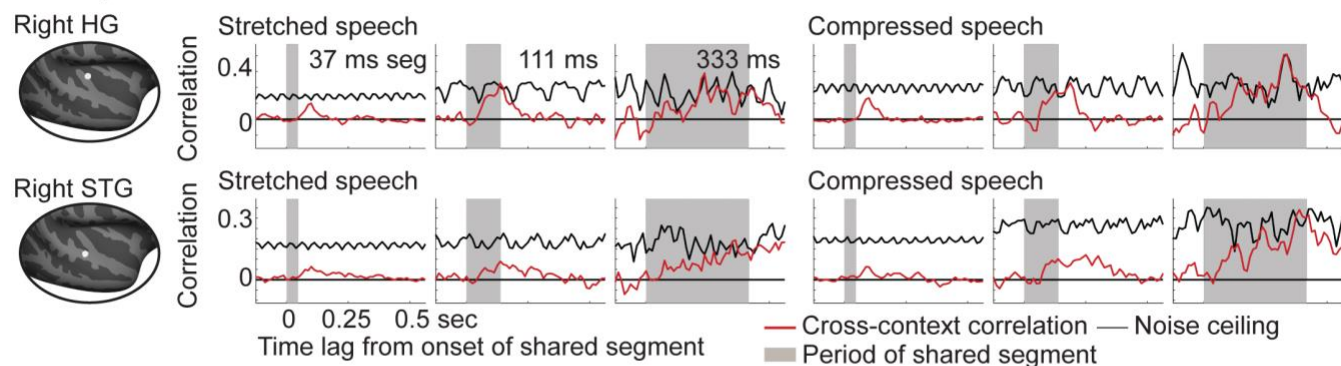 Right HG
Stretched speech
Compressed speech
37 ms seg
111 ms
333 ms
0.4
0
Correlation
Right STG
Stretched speech
Compressed speech
0.3
0
Correlation
0 0.25 0.5 sec
Time lag from onset of shared segment
Cross-context correlation
Noise ceiling
Period of shared segment